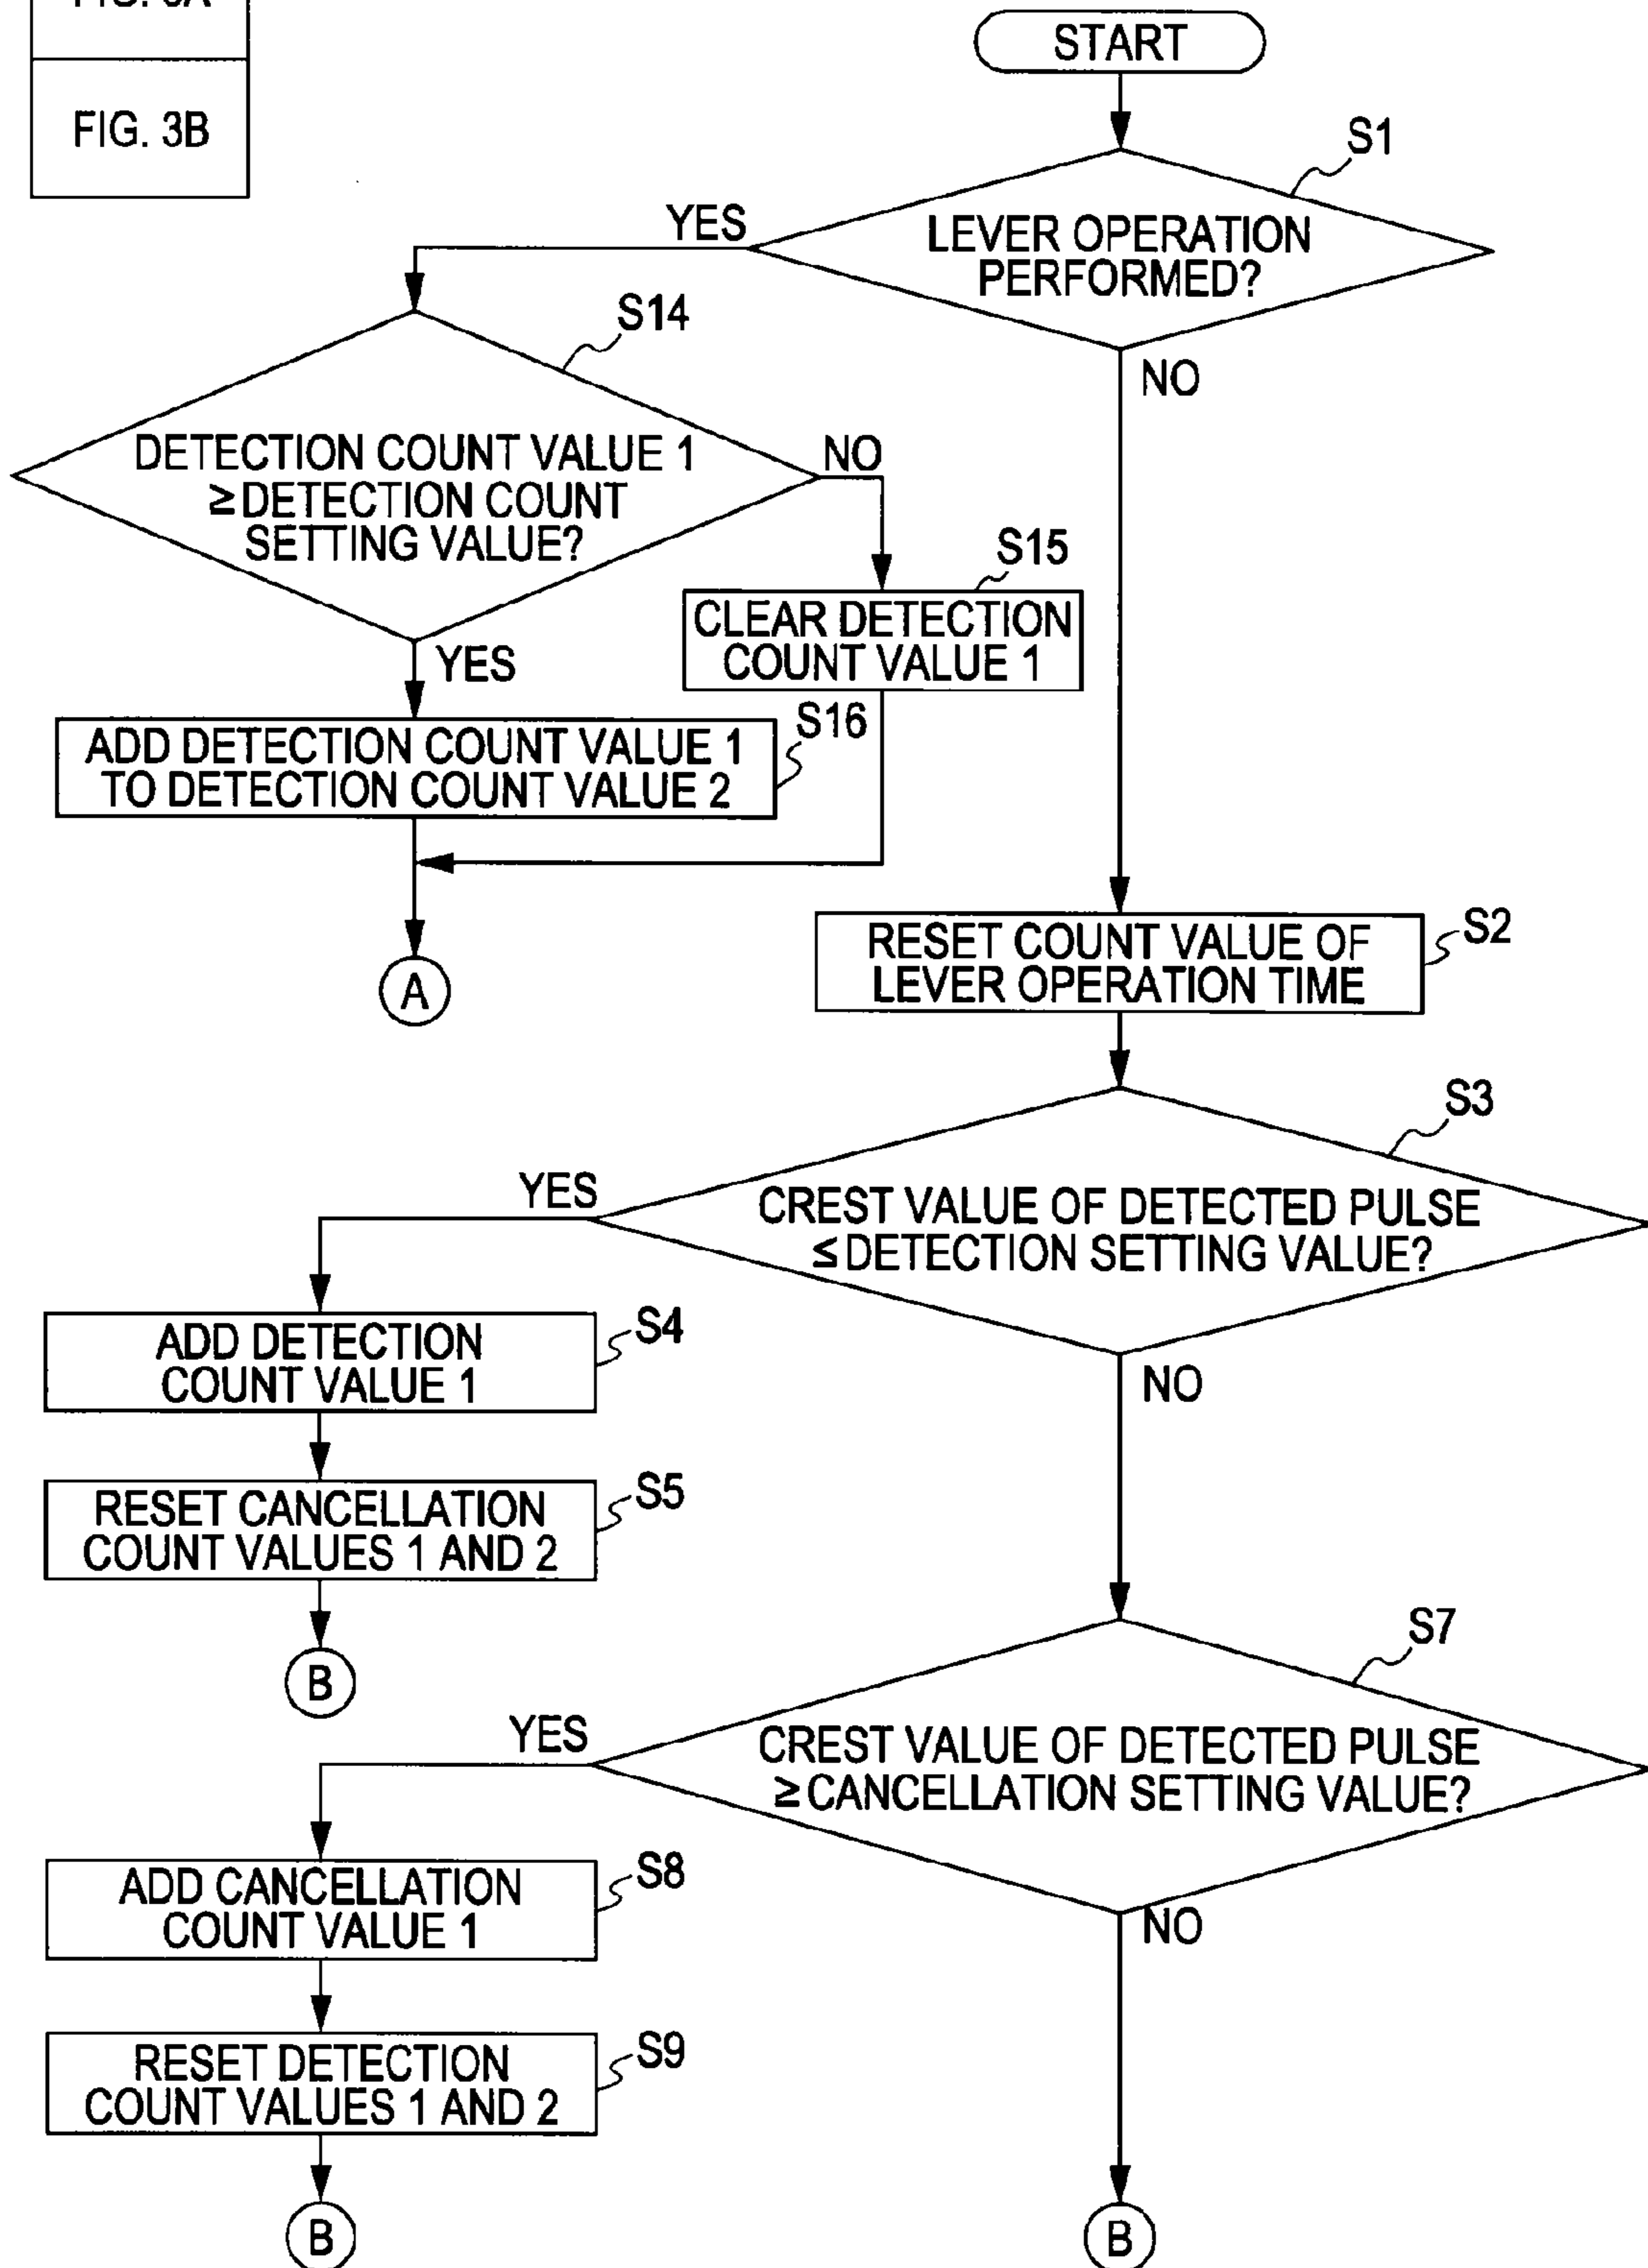 FIG. 3B
START
S1
LEVER OPERATION
PERFORMED?
YES
NO
S14
DETECTION COUNT VALUE 1
≥DETECTION COUNT
SETTING VALUE?
NO
YES
S15
CLEAR DETECTION
COUNT VALUE 1
S16
ADD DETECTION COUNT VALUE 1
TO DETECTION COUNT VALUE 2
A
S2
RESET COUNT VALUE OF
LEVER OPERATION TIME
S3
CREST VALUE OF DETECTED PULSE
≤DETECTION SETTING VALUE?
YES
NO
S4
ADD DETECTION
COUNT VALUE 1
S5
RESET CANCELLATION
COUNT VALUES 1 AND 2
B
S7
CREST VALUE OF DETECTED PULSE
≥CANCELLATION SETTING VALUE?
YES
NO
S8
ADD CANCELLATION
COUNT VALUE 1
S9
RESET DETECTION
COUNT VALUES 1 AND 2
B
B